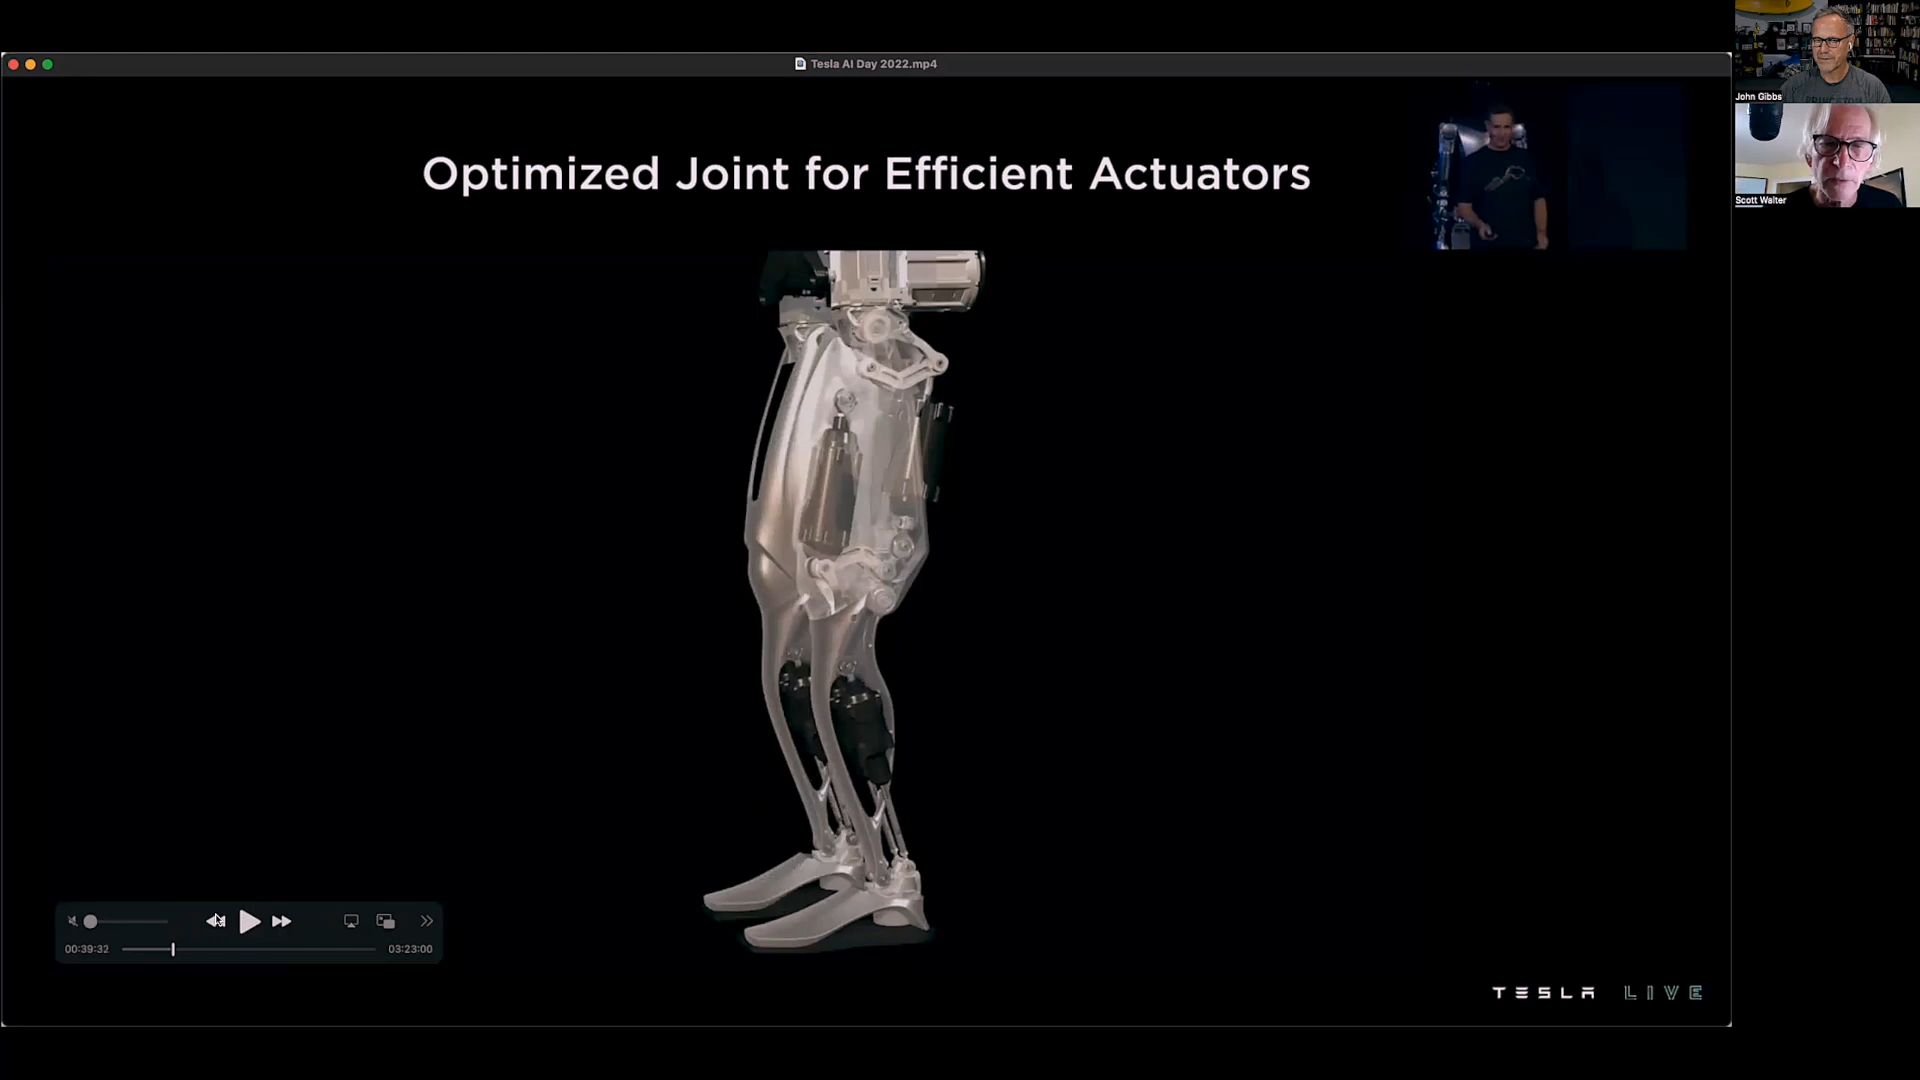 Tesla AI Day 2022.mp4
Optimized Joint for Efficient Actuators
John Gibbs
Scott Walter
00:39:32
03:23:00
TESLA LIVE